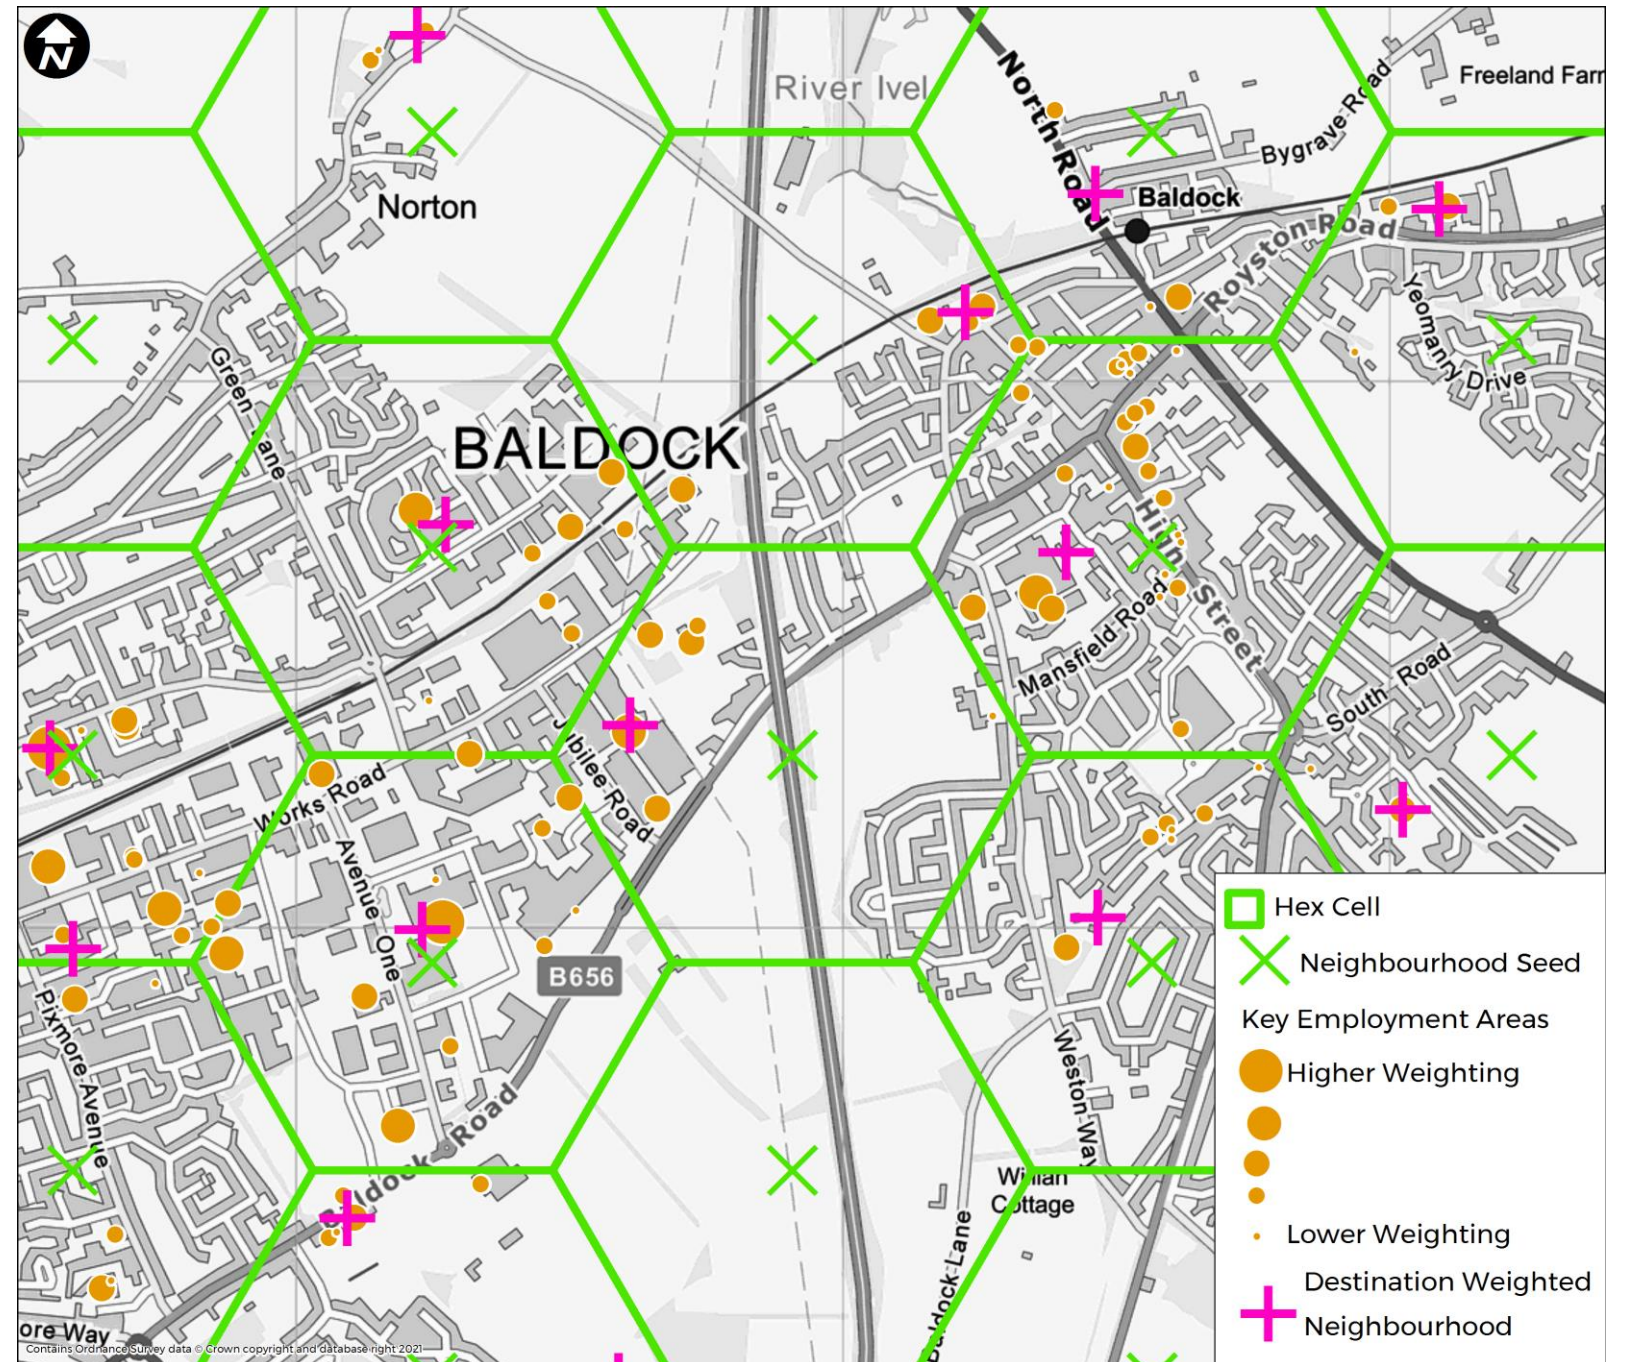 N
River Ivel
North Road
Freeland Farr
Bygrave Road
Norton
Baldock
Royston Road
Yeomanry Drive
Green Lane
BALDOCK
High Street
Mansfield Road
South Road
Jubilee Road
Works Road
Avenue One
B656
Pixmore Avenue
Weston Way
Baldock Road
Willian
Cottage
Baldock Lane
ore Way
Contains Ordnance Survey data © Crown copyright and database right 2021
Hex Cell
Neighbourhood Seed
Key Employment Areas
Higher Weighting
Lower Weighting
Destination Weighted
Neighbourhood